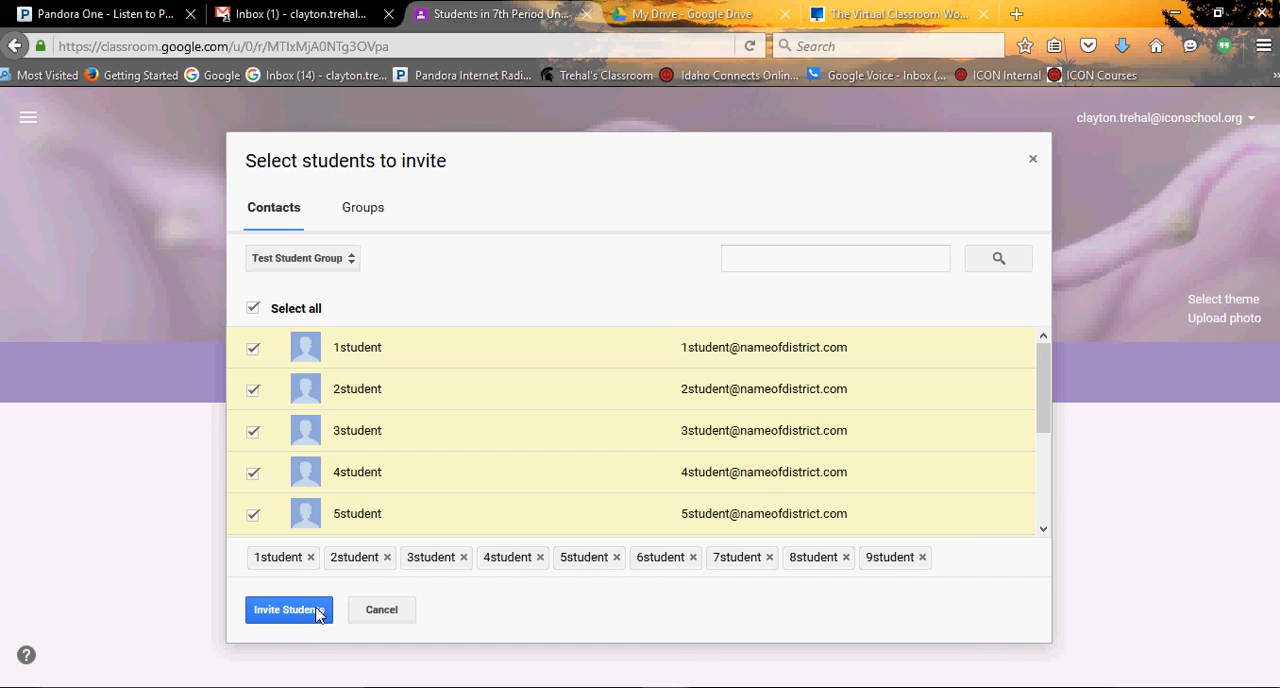 Pandora One - Listen to P...
Inbox (1) - clayton.trehal...
Students in 7th Period Un...
My Drive - Google Drive
The Virtual Classroom Wo...
https://classroom.google.com/u/0/r/MTIxMjA0NTg3OVpa
Search
Most Visited
Getting Started
Google
Inbox (14) - clayton.tre...
Pandora Internet Radi...
Trehal's Classroom
Idaho Connects Onlin...
Google Voice - Inbox (...
ICON Internal
ICON Courses
clayton.trehal@iconschool.org
Select students to invite
Contacts
Groups
Test Student Group
Select all
1student 1student@nameofdistrict.com
2student 2student@nameofdistrict.com
3student 3student@nameofdistrict.com
4student 4student@nameofdistrict.com
5student 5student@nameofdistrict.com
1student × 2student × 3student × 4student × 5student × 6student × 7student × 8student × 9student ×
Invite Students
Cancel
Select theme
Upload photo